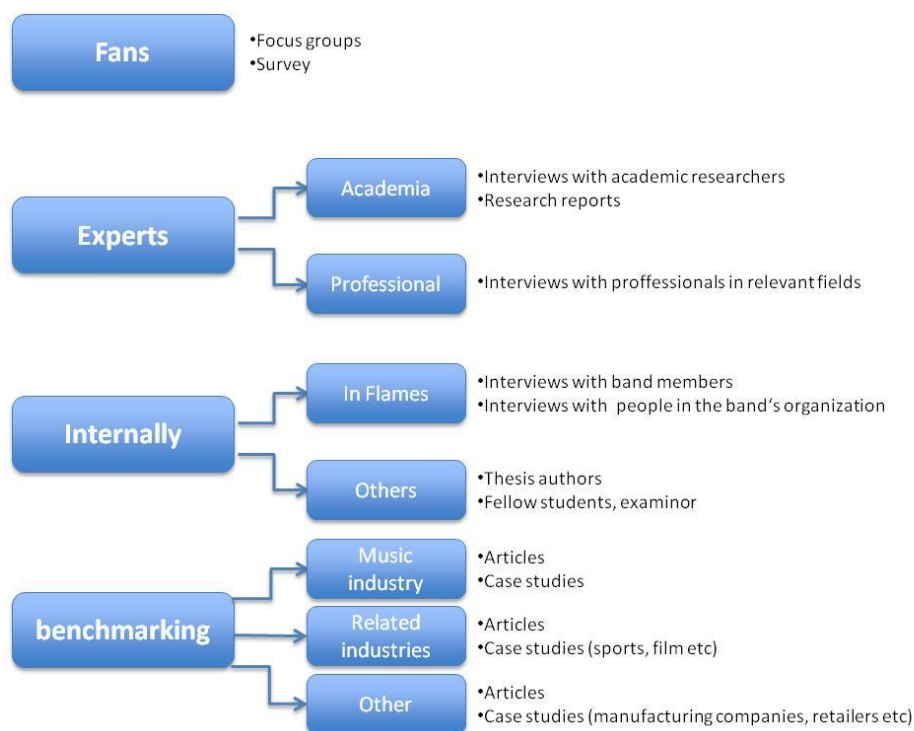 Fans
•Focus groups
•Survey
Experts
Academia
•Interviews with academic researchers
•Research reports
Professional
•Interviews with proffessionals in relevant fields
Internally
In Flames
•Interviews with band members
•Interviews with  people in the band‘s organization
Others
•Thesis authors
•Fellow students, examinor
benchmarking
Music
industry
•Articles
•Case studies
Related
industries
•Articles
•Case studies (sports, film etc)
Other
•Articles
•Case studies (manufacturing companies, retailers etc)